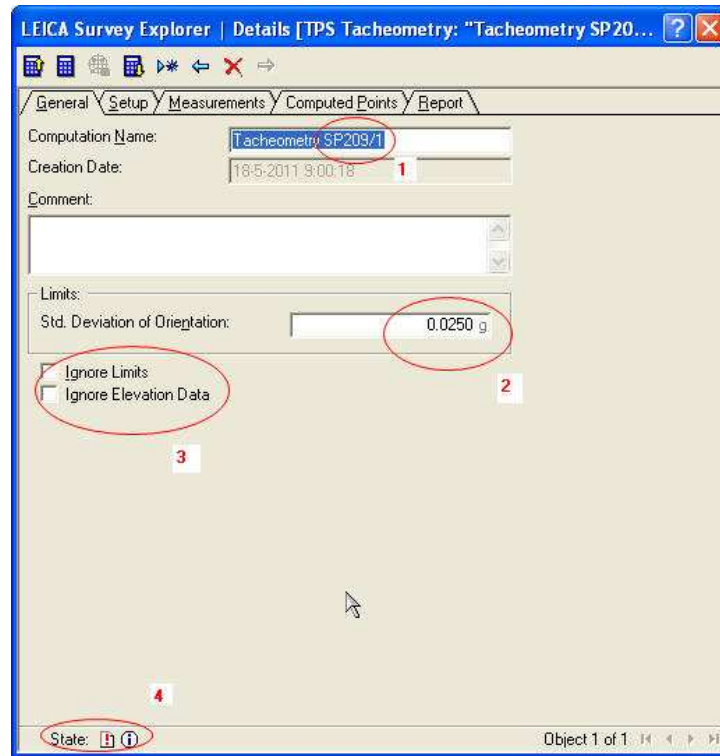 LEICA Survey Explorer | Details [TPS Tacheometry: "Tacheometry SP20...
General Setup Measurements Computed Points Report
Computation Name: Tacheometry SP209/1
1
Creation Date: 18-5-2011 9:00:18
Comment:
Limits:
Std. Deviation of Orientation: 0.0250 g
2
Ignore Limits
Ignore Elevation Data
3
4
State:
Object 1 of 1